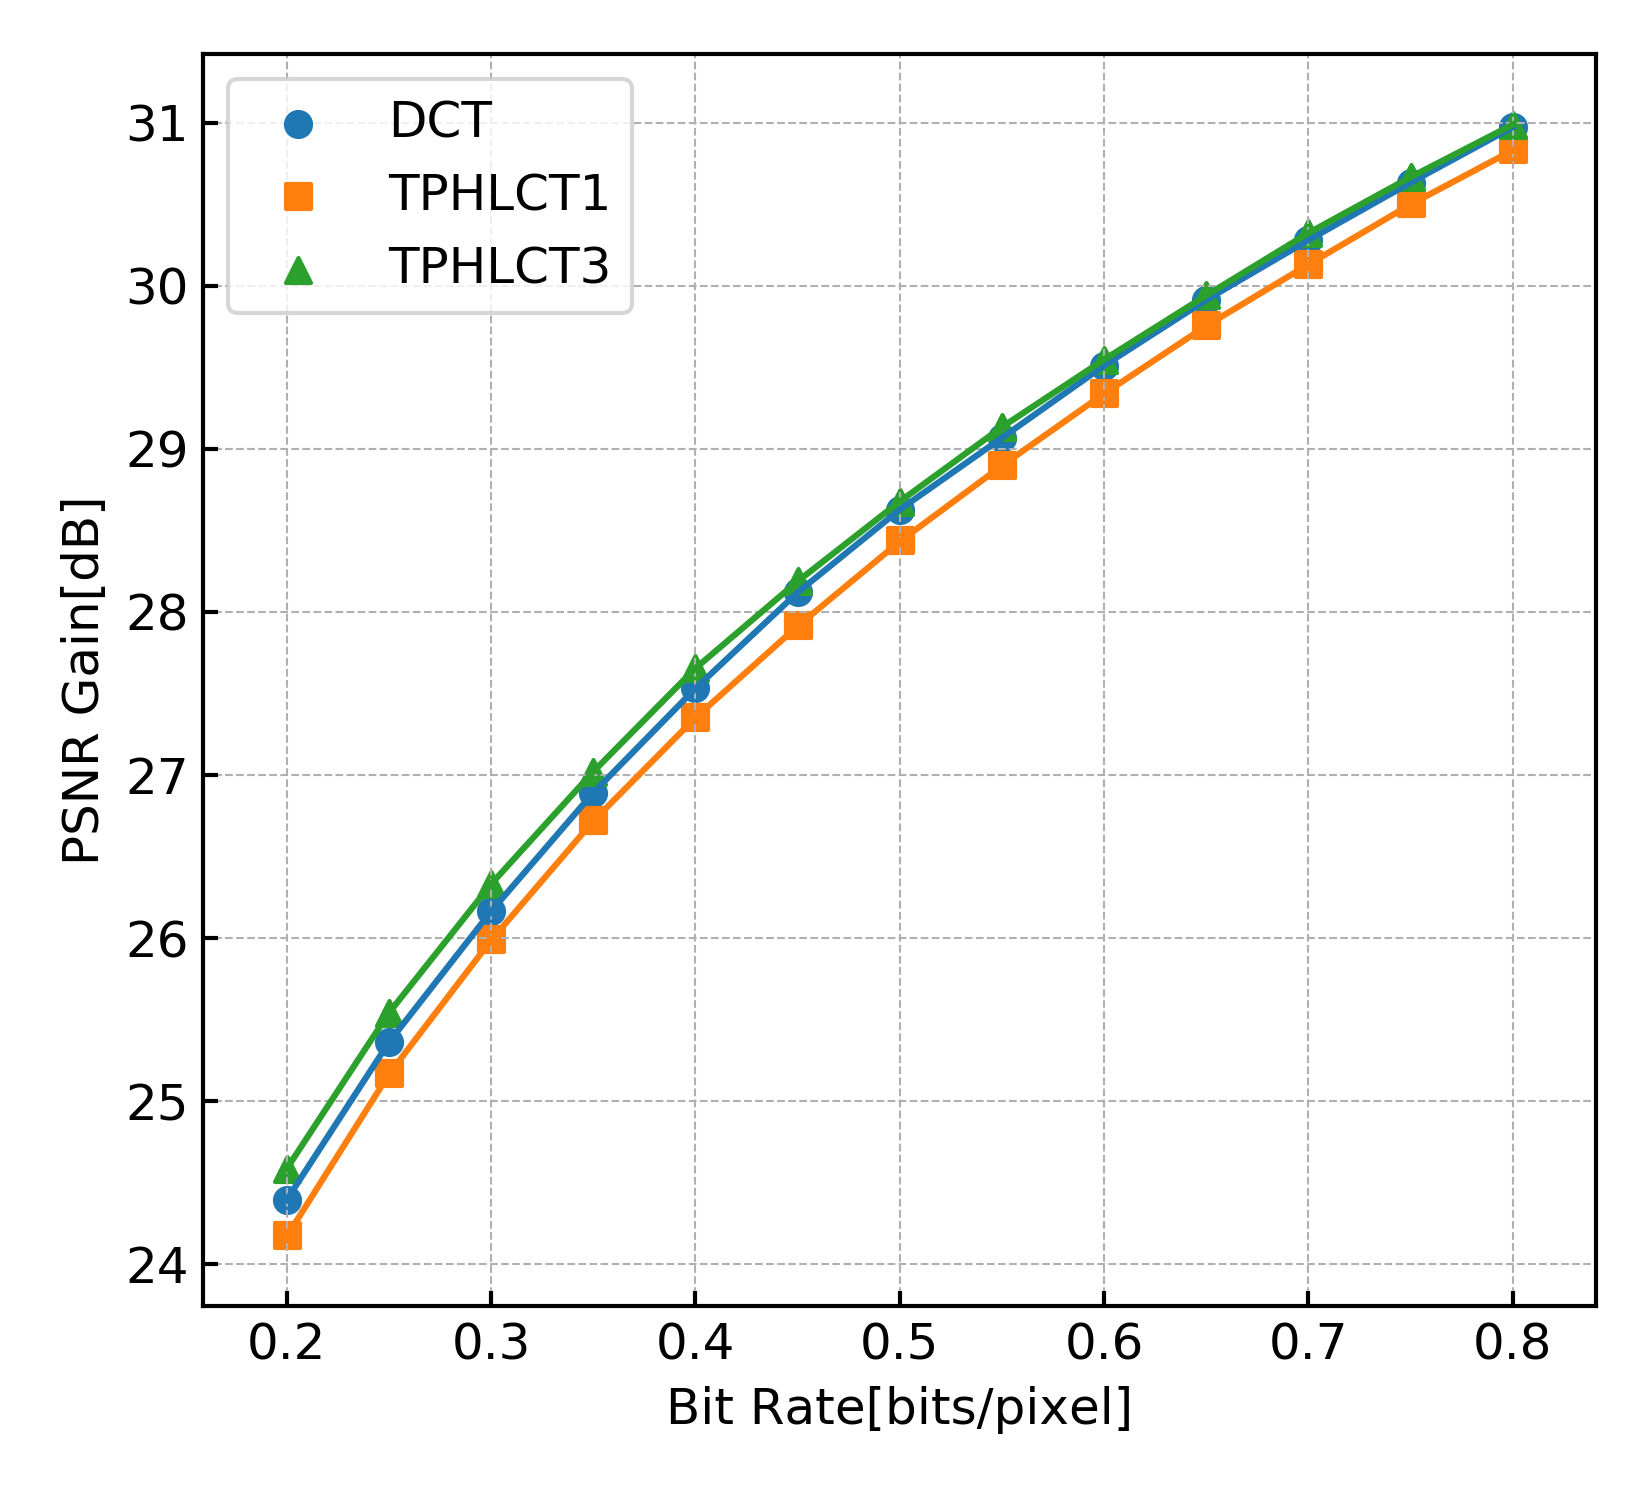 DCT
TPHLCT1
TPHLCT3
31
30
29
28
27
26
25
24
PSNR Gain[dB]
0.2 0.3 0.4 0.5 0.6 0.7 0.8
Bit Rate[bits/pixel]